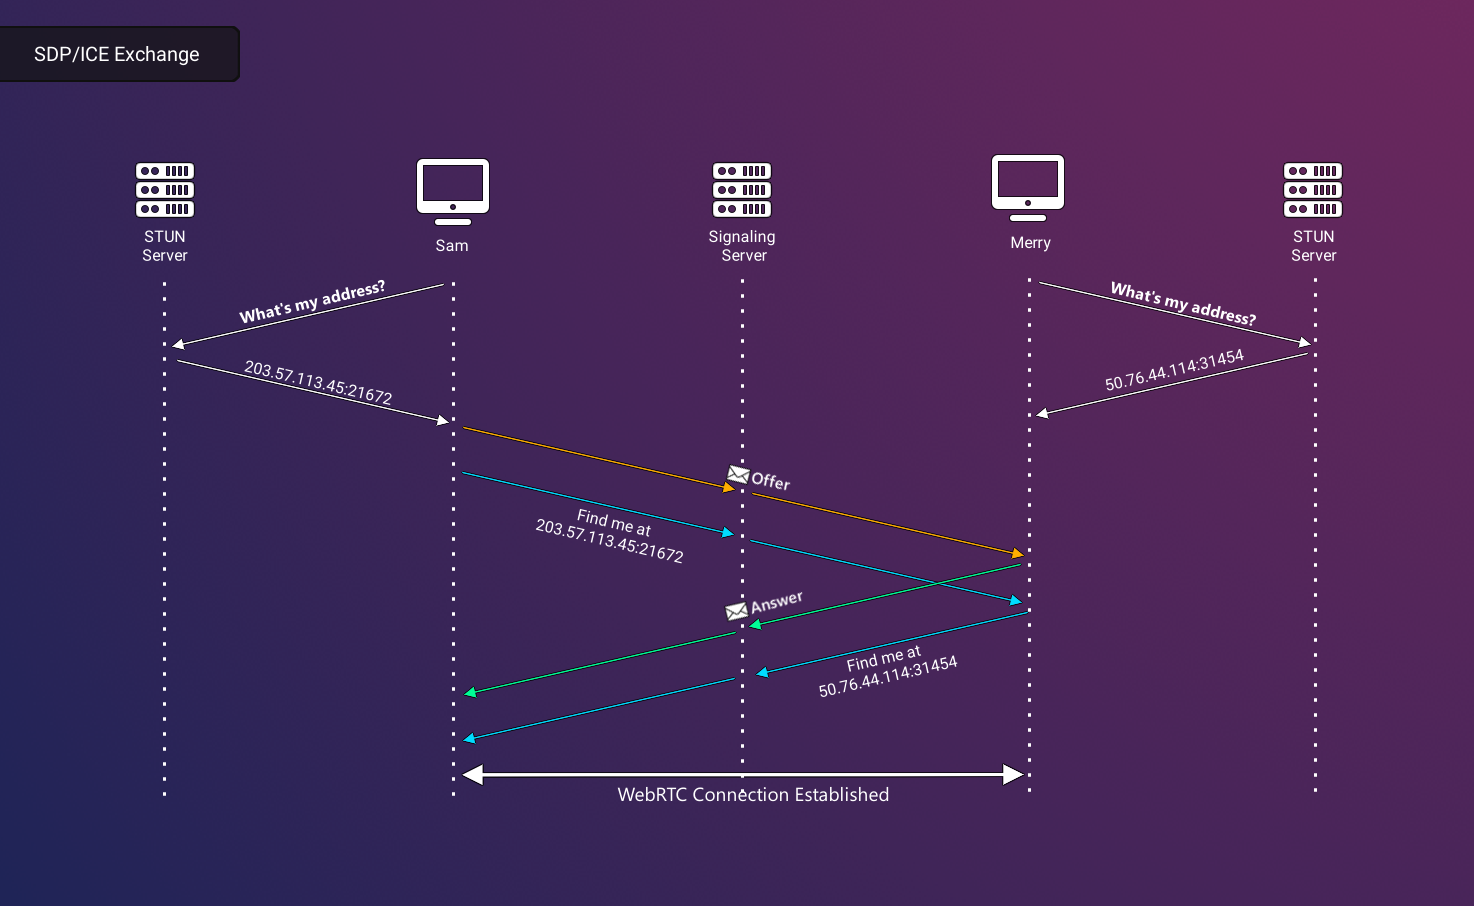 SDP/ICE Exchange
STUN
Server
Sam
Signaling
Server
Merry
STUN
Server
What's my address?
What's my address?
203.57.113.45:21672
50.76.44.114:31454
Offer
Find me at
203.57.113.45:21672
Answer
Find me at
50.76.44.114:31454
WebRTC Connection Established